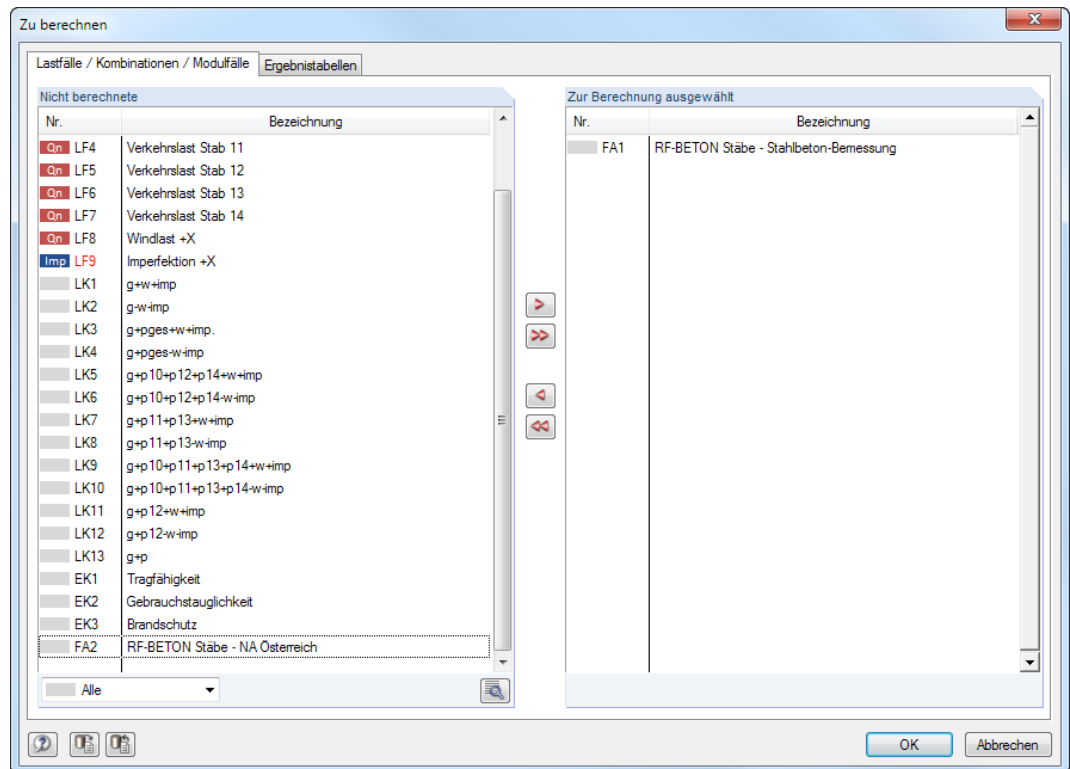 Zu berechnen
Lastfälle / Kombinationen / Modulfälle Ergebnistabellen
Nicht berechnete
Nr. Bezeichnung
Qn LF4 Verkehrslast Stab 11
Qn LF5 Verkehrslast Stab 12
Qn LF6 Verkehrslast Stab 13
Qn LF7 Verkehrslast Stab 14
Qn LF8 Windlast +X
Imp LF9 Imperfektion +X
LK1 g+w+imp
LK2 g-w-imp
LK3 g+pges+w+imp.
LK4 g+pges-w-imp
LK5 g+p10+p12+p14+w+imp
LK6 g+p10+p12+p14-w-imp
LK7 g+p11+p13+w+imp
LK8 g+p11+p13-w-imp
LK9 g+p10+p11+p13+p14+w+imp
LK10 g+p10+p11+p13+p14-w-imp
LK11 g+p12+w+imp
LK12 g+p12-w-imp
LK13 g+p
EK1 Tragfähigkeit
EK2 Gebrauchstauglichkeit
EK3 Brandschutz
FA2 RF-BETON Stäbe - NA Österreich
Alle
Zur Berechnung ausgewählt
Nr. Bezeichnung
FA1 RF-BETON Stäbe - Stahlbeton-Bemessung
OK Abbrechen